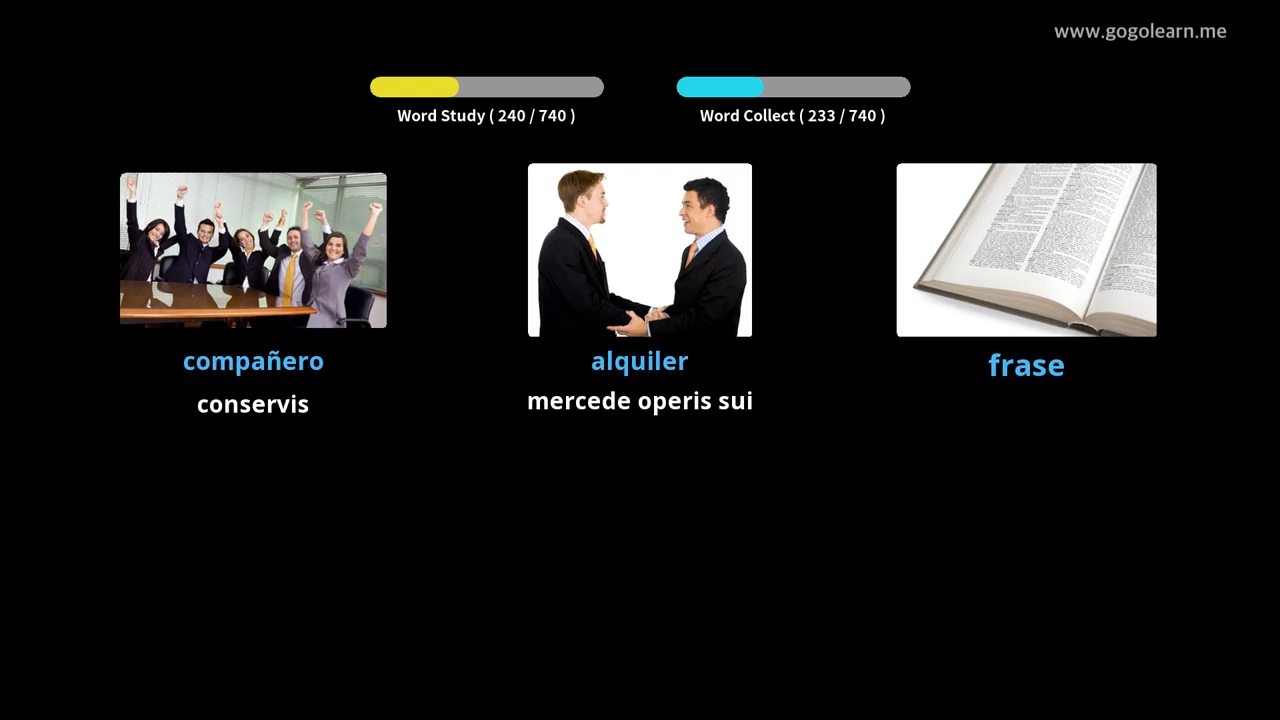 www.gogolearn.me
Word Study ( 240 / 740 )
Word Collect ( 233 / 740 )
compañero
alquiler
frase
conservis
mercede operis sui